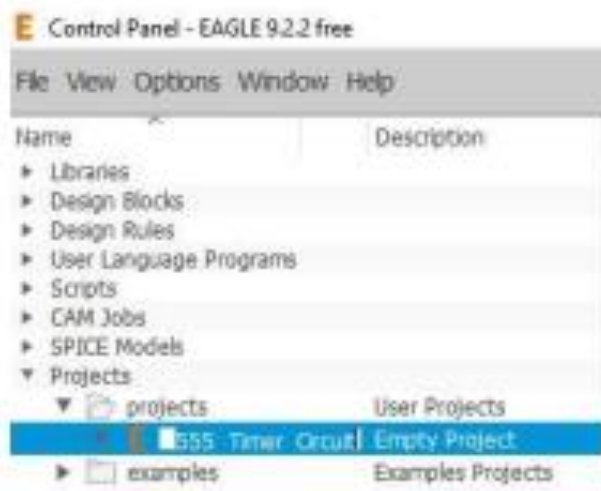 E Control Panel - EAGLE 9.2.2 free
File View Options Window Help
Name Description
Libraries
Design Blocks
Design Rules
User Language Programs
Scripts
CAM Jobs
SPICE Models
Projects
projects User Projects
555 Timer Circuit Empty Project
examples Examples Projects